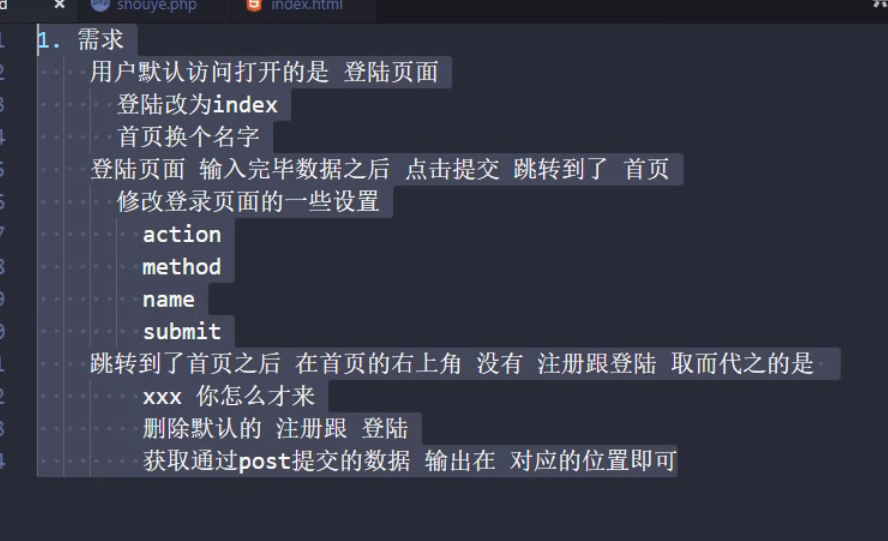 shouye.php index.html
1. 需求
用户默认访问打开的是 登陆页面
登陆改为index
首页换个名字
登陆页面 输入完毕数据之后 点击提交 跳转到了 首页
修改登录页面的一些设置
action
method
name
submit
跳转到了首页之后 在首页的右上角 没有 注册跟登陆 取而代之的是
xxx 你怎么才来
删除默认的 注册跟 登陆
获取通过post提交的数据 输出在 对应的位置即可